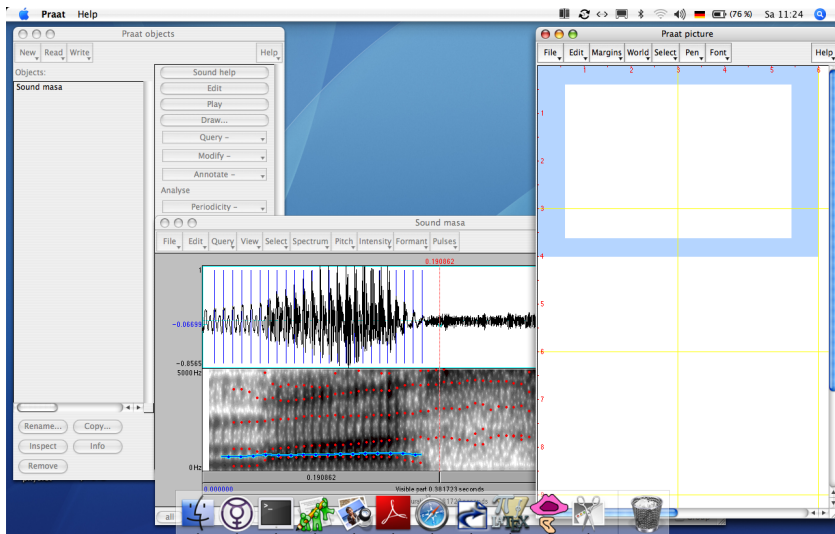 Praat Help (76 %) Sa 11:24
Praat objects
New Read Write Help
Objects:
Sound masa
Sound help
Edit
Play
Draw...
Query -
Modify -
Annotate -
Analyse
Periodicity -
Rename... Copy...
Inspect Info
Remove
Sound masa
File Edit Query View Select Spectrum Pitch Intensity Formant Pulses
0.190862
1
-0.06699
-0.8565
5000 Hz
0 Hz
0.190862
0.000000 Visible part 0.381723 seconds
all
Praat picture
File Edit Margins World Select Pen Font Help
1 2 3 4 5 6
1
2
3
4
5
6
7
8